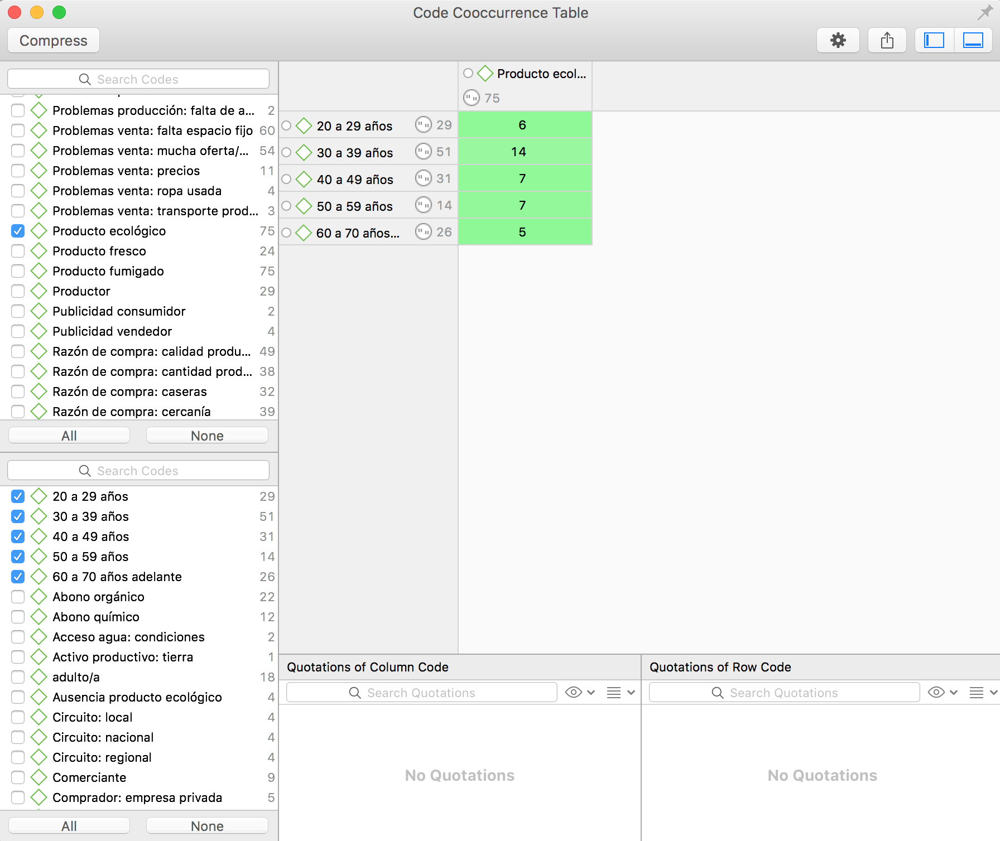 Code Cooccurrence Table
Compress
Search Codes
Problemas producción: falta de a... 2
Problemas venta: falta espacio fijo 60
Problemas venta: mucha oferta/... 54
Problemas venta: precios 11
Problemas venta: ropa usada 4
Problemas venta: transporte prod... 3
Producto ecológico 75
Producto fresco 24
Producto fumigado 75
Productor 29
Publicidad consumidor 2
Publicidad vendedor 4
Razón de compra: calidad produ... 49
Razón de compra: cantidad prod... 38
Razón de compra: caseras 32
Razón de compra: cercanía 39
All None
Search Codes
20 a 29 años 29
30 a 39 años 51
40 a 49 años 31
50 a 59 años 14
60 a 70 años adelante 26
Abono orgánico 22
Abono químico 12
Acceso agua: condiciones 2
Activo productivo: tierra 1
adulto/a 18
Ausencia producto ecológico 4
Circuito: local 4
Circuito: nacional 4
Circuito: regional 4
Comerciante 9
Comprador: empresa privada 5
All None
Producto ecol...
75
20 a 29 años 29 6
30 a 39 años 51 14
40 a 49 años 31 7
50 a 59 años 14 7
60 a 70 años... 26 5
Quotations of Column Code
Search Quotations
No Quotations
Quotations of Row Code
Search Quotations
No Quotations